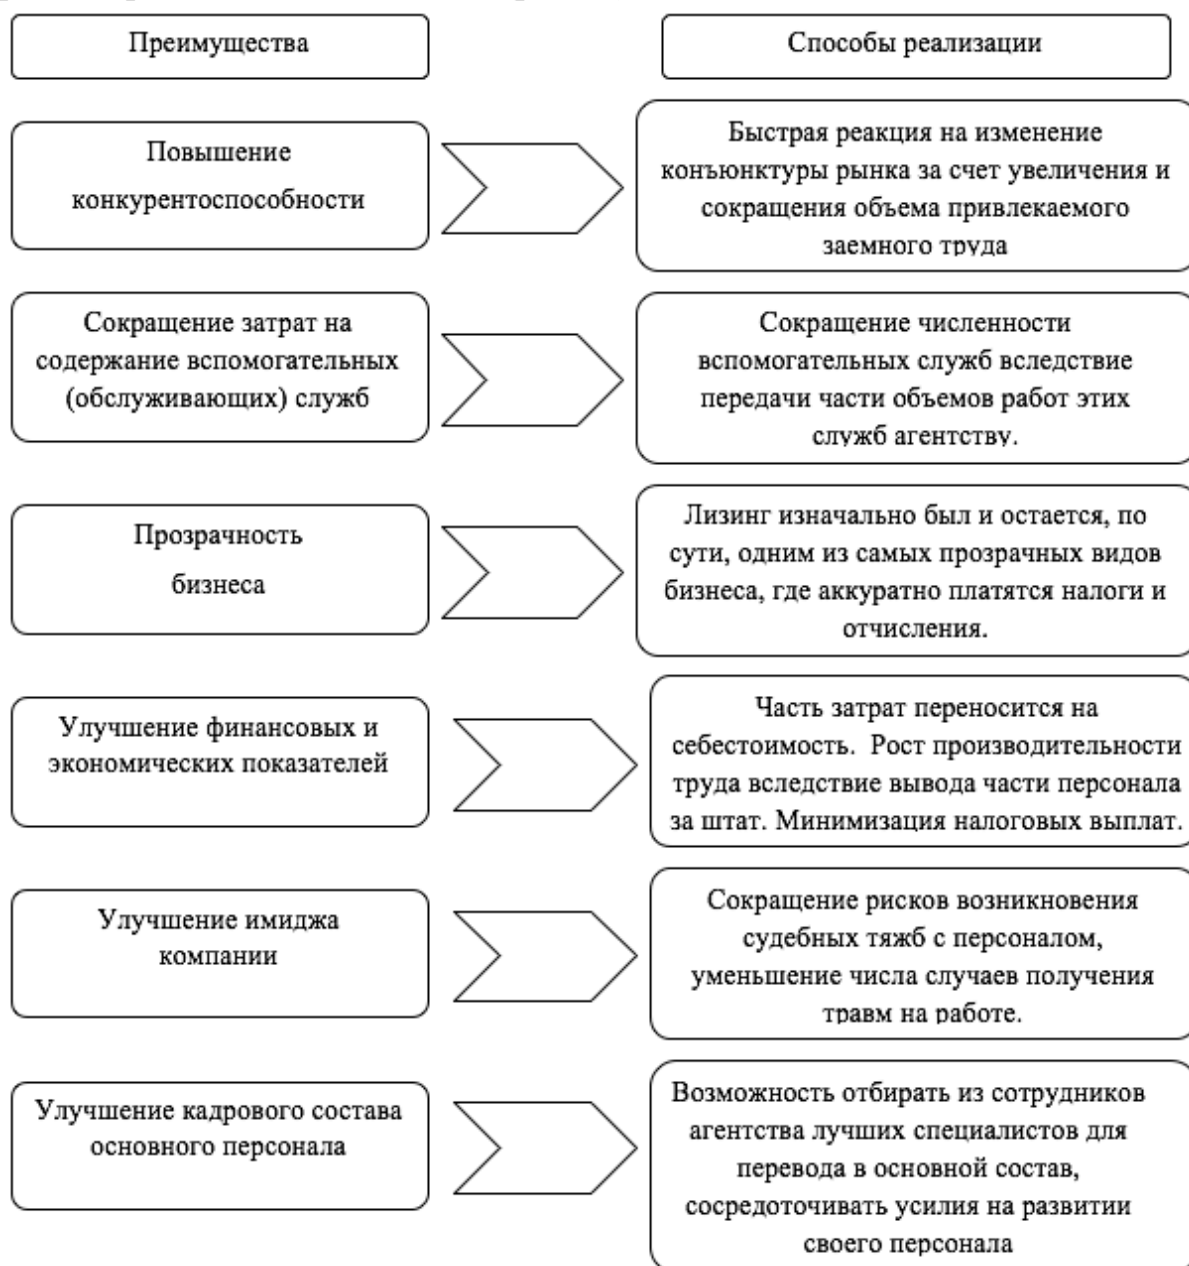 Преимущества
Способы реализации
Повышение
конкурентоспособности
Быстрая реакция на изменение
конъюнктуры рынка за счет увеличения и
сокращения объема привлекаемого
заемного труда
Сокращение затрат на
содержание вспомогательных
(обслуживающих) служб
Сокращение численности
вспомогательных служб вследствие
передачи части объемов работ этих
служб агентству.
Прозрачность
бизнеса
Лизинг изначально был и остается, по
сути, одним из самых прозрачных видов
бизнеса, где аккуратно платятся налоги и
отчисления.
Улучшение финансовых и
экономических показателей
Часть затрат переносится на
себестоимость. Рост производительности
труда вследствие вывода части персонала
за штат. Минимизация налоговых выплат.
Улучшение имиджа
компании
Сокращение рисков возникновения
судебных тяжб с персоналом,
уменьшение числа случаев получения
травм на работе.
Улучшение кадрового состава
основного персонала
Возможность отбирать из сотрудников
агентства лучших специалистов для
перевода в основной состав,
сосредоточивать усилия на развитии
своего персонала